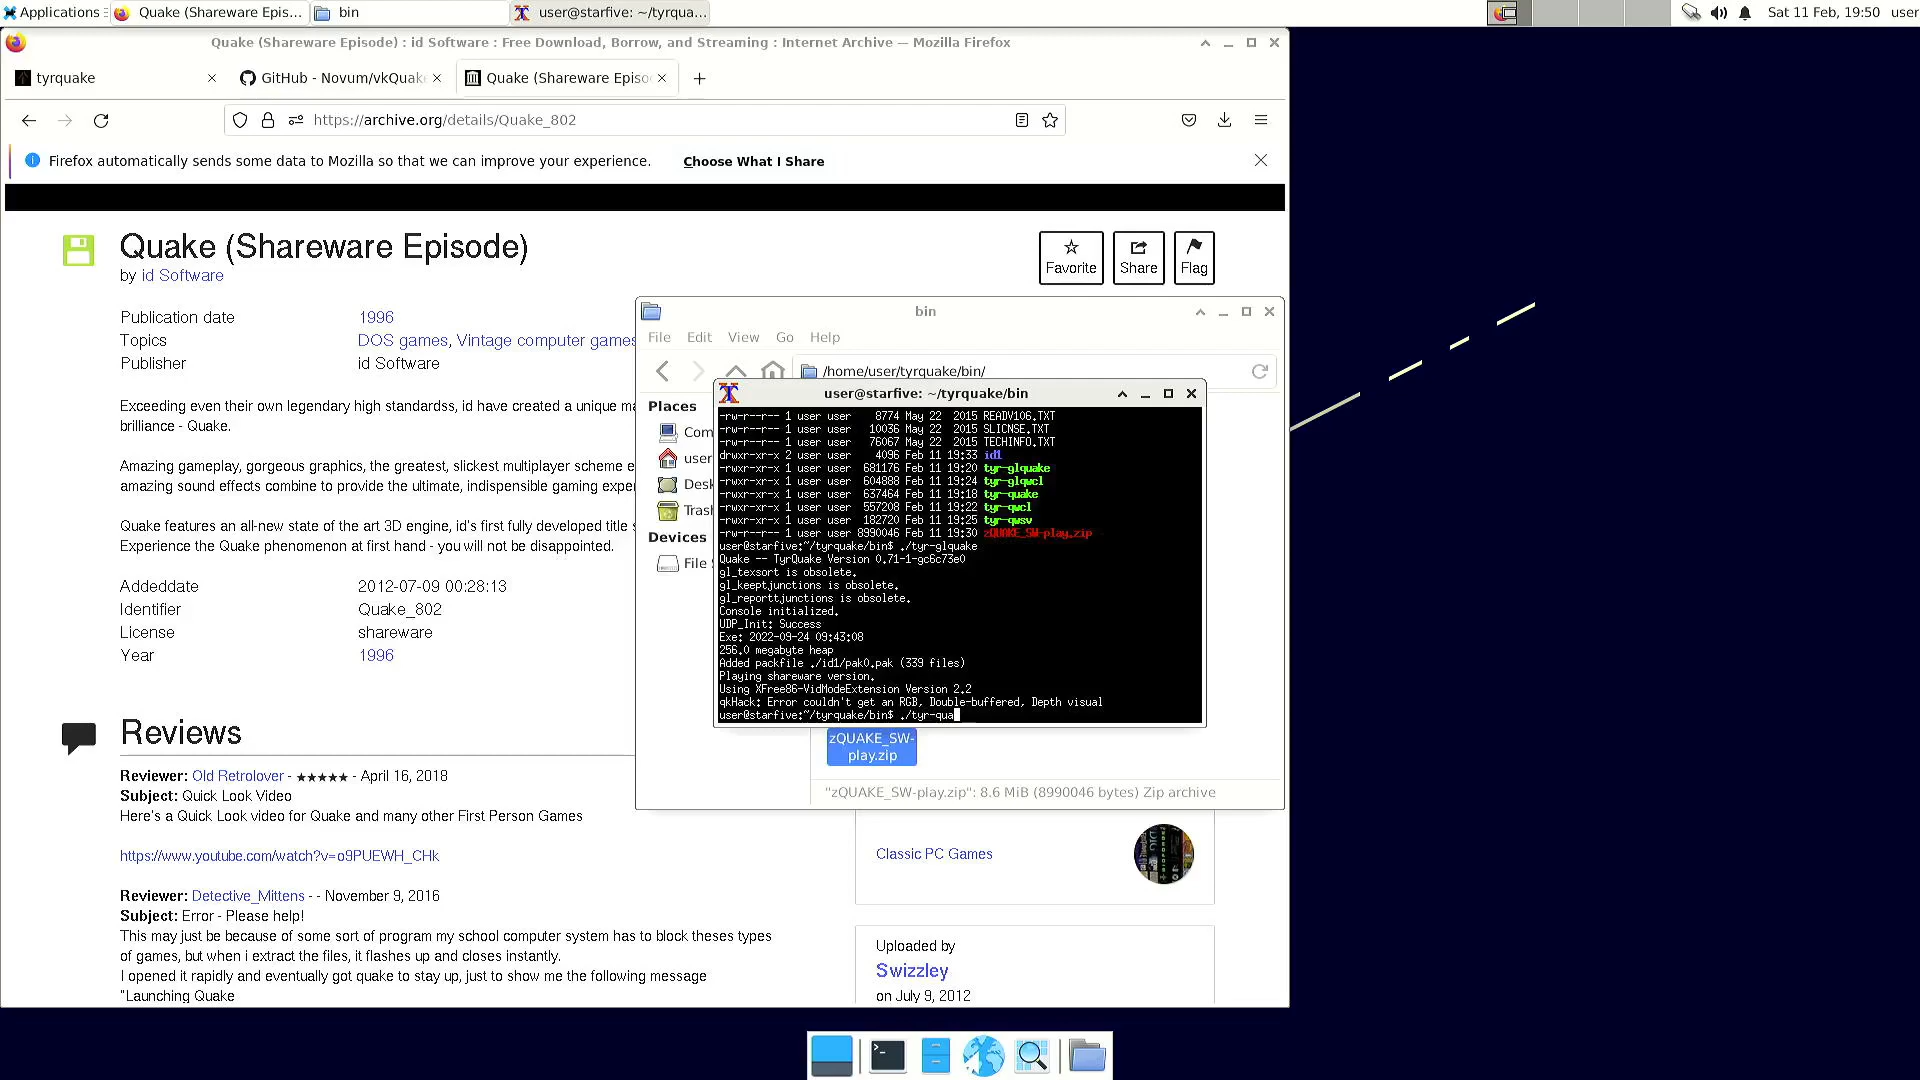 Applications
Quake (Shareware Epis...
bin
user@starfive: ~/tyrqua...
Sat 11 Feb, 19:50
user
Quake (Shareware Episode) : id Software : Free Download, Borrow, and Streaming : Internet Archive — Mozilla Firefox
tyrquake
GitHub - Novum/vkQuak
Quake (Shareware Episo
https://archive.org/details/Quake_802
Firefox automatically sends some data to Mozilla so that we can improve your experience.
Choose What I Share
Quake (Shareware Episode)
by id Software
Favorite
Share
Flag
Publication date 1996
Topics DOS games, Vintage computer games
Publisher id Software
Exceeding even their own legendary high standardss, id have created a unique ma
brilliance - Quake.
Amazing gameplay, gorgeous graphics, the greatest, slickest multiplayer scheme e
amazing sound effects combine to provide the ultimate, indispensible gaming expe
Quake features an all-new state of the art 3D engine, id's first fully developed title s
Experience the Quake phenomenon at first hand - you will not be disappointed.
Addeddate 2012-07-09 00:28:13
Identifier Quake_802
License shareware
Year 1996
Reviews
Reviewer: Old Retrolover - ★★★★★ - April 16, 2018
Subject: Quick Look Video
Here's a Quick Look video for Quake and many other First Person Games
https://www.youtube.com/watch?v=o9PUEWH_CHk
Reviewer: Detective_Mittens - - November 9, 2016
Subject: Error - Please help!
This may just be because of some sort of program my school computer system has to block theses types
of games, but when i extract the files, it flashes up and closes instantly.
I opened it rapidly and eventually got quake to stay up, just to show me the following message
"Launching Quake
bin
File Edit View Go Help
/home/user/tyrquake/bin/
Places
Com
user
Desk
Trash
Devices
File S
user@starfive: ~/tyrquake/bin
-rw-r--r-- 1 user user 8774 May 22 2015 READV106.TXT
-rw-r--r-- 1 user user 10036 May 22 2015 SLICNSE.TXT
-rw-r--r-- 1 user user 76067 May 22 2015 TECHINFO.TXT
drwxr-xr-x 2 user user 4096 Feb 11 19:33 id1
-rwxr-xr-x 1 user user 681176 Feb 11 19:20 tyr-glquake
-rwxr-xr-x 1 user user 604888 Feb 11 19:24 tyr-glqwcl
-rwxr-xr-x 1 user user 637464 Feb 11 19:18 tyr-quake
-rwxr-xr-x 1 user user 557208 Feb 11 19:22 tyr-qwcl
-rwxr-xr-x 1 user user 182720 Feb 11 19:25 tyr-qwsv
-rw-r--r-- 1 user user 8990046 Feb 11 19:30 zQUAKE_SW-play.zip
user@starfive:~/tyrquake/bin$ ./tyr-glquake
Quake -- TyrQuake Version 0.71-1-gc6c73e0
gl_texsort is obsolete.
gl_keeptjunctions is obsolete.
gl_reporttjunctions is obsolete.
Console initialized.
UDP_Init: Success
Exe: 2022-09-24 09:43:08
256.0 megabyte heap
Added packfile ./id1/pak0.pak (339 files)
Playing shareware version.
Using XFree86-VidModeExtension Version 2.2
qkHack: Error couldn't get an RGB, Double-buffered, Depth visual
user@starfive:~/tyrquake/bin$ ./tyr-qua
zQUAKE_SW-
play.zip
"zQUAKE_SW-play.zip": 8.6 MiB (8990046 bytes) Zip archive
Classic PC Games
Uploaded by
Swizzley
on July 9, 2012